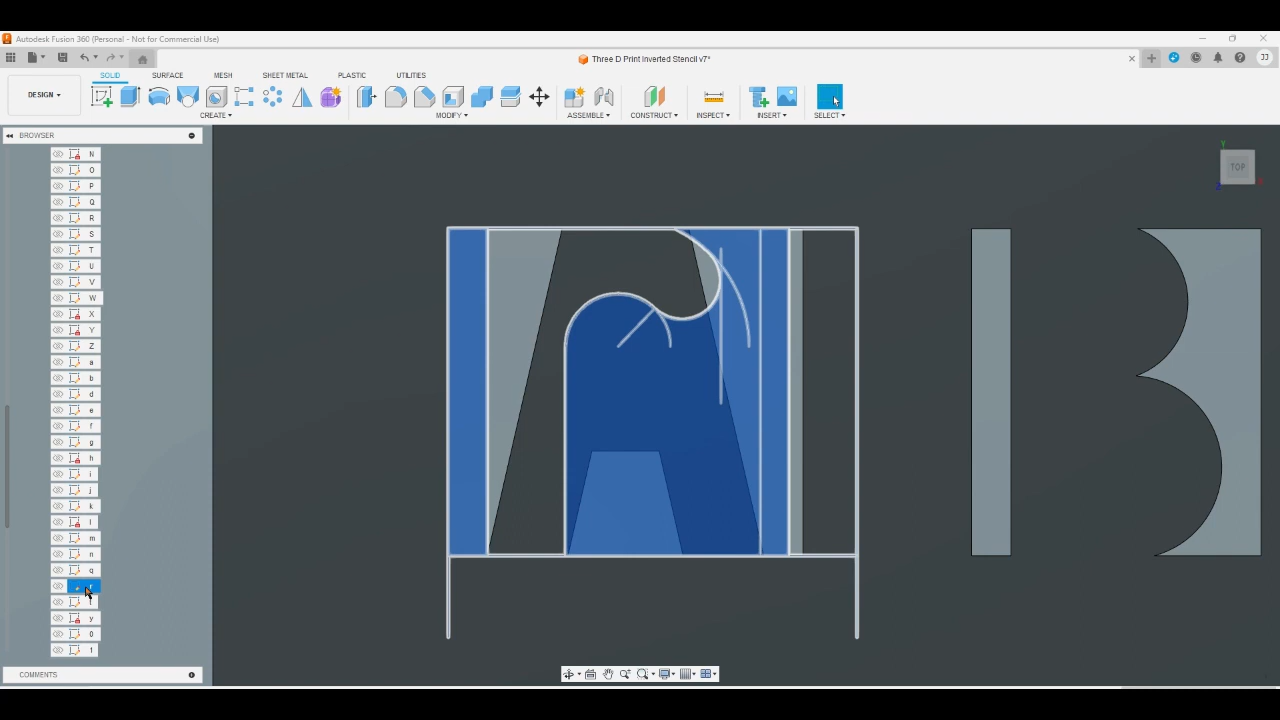 Autodesk Fusion 360 (Personal - Not for Commercial Use)
Three D Print Inverted Stencil v7*
JJ
SOLID SURFACE MESH SHEET METAL PLASTIC UTILITIES
DESIGN
CREATE MODIFY ASSEMBLE CONSTRUCT INSPECT INSERT SELECT
BROWSER
N
O
P
Q
R
S
T
U
V
W
X
Y
Z
a
b
d
e
f
g
h
i
j
k
l
m
n
q
r
t
y
0
1
COMMENTS
Y
TOP
Z